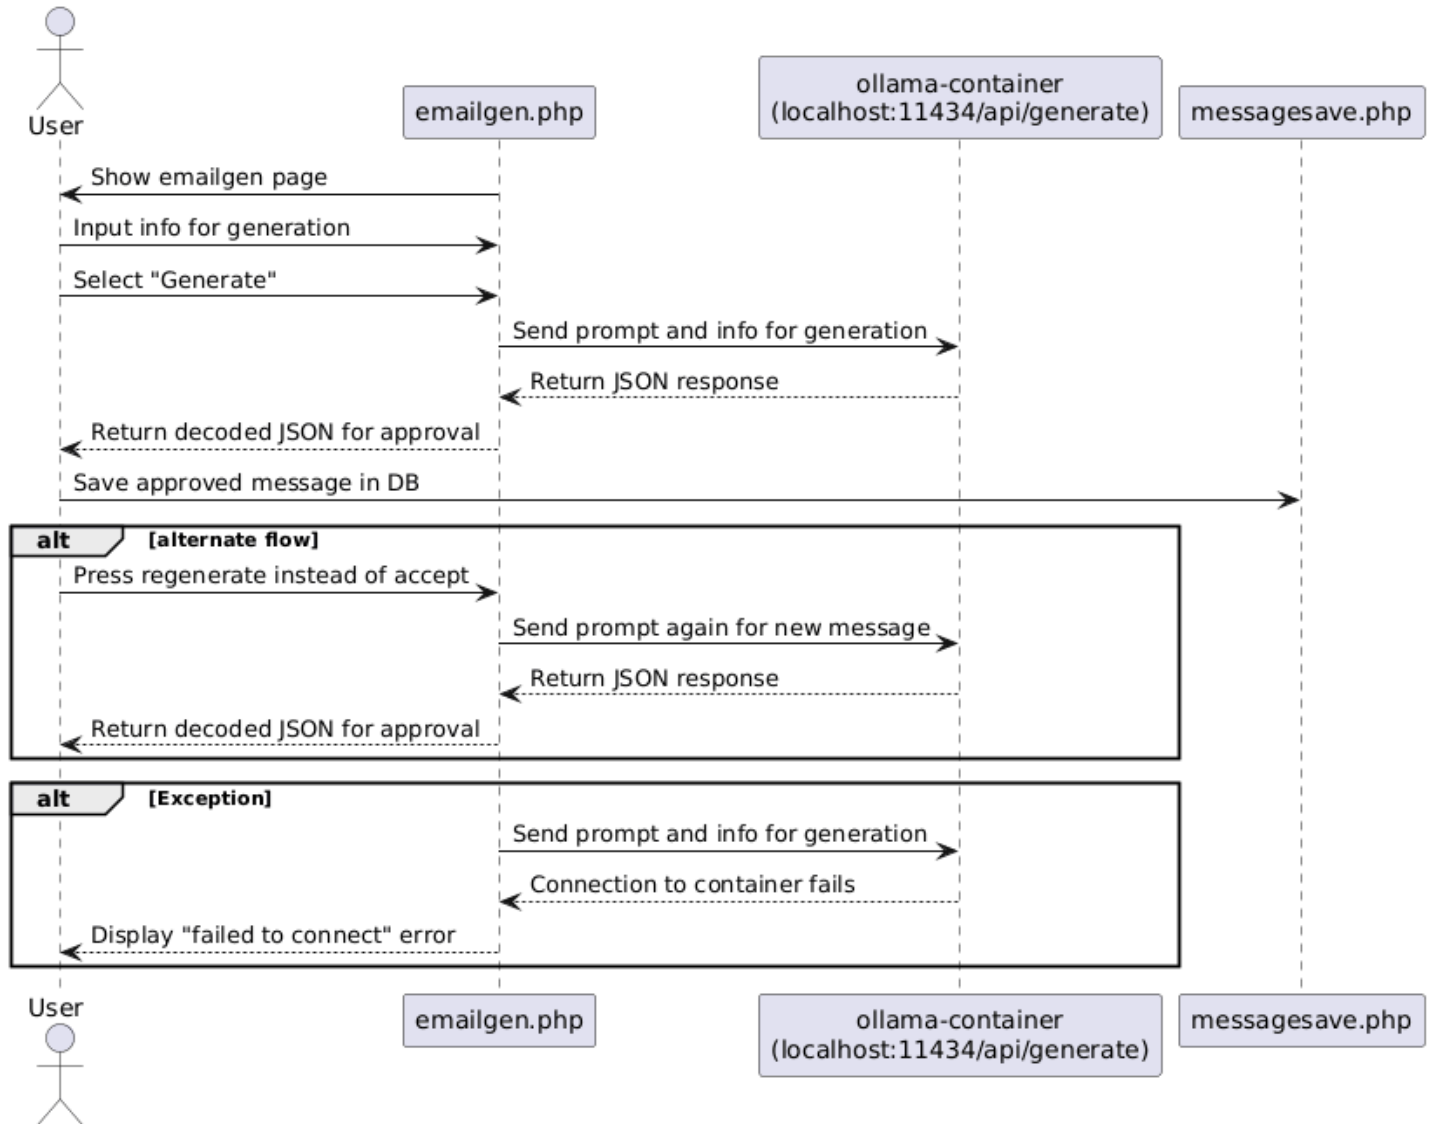 User
emailgen.php
ollama-container
(localhost:11434/api/generate)
messagesave.php
Show emailgen page
Input info for generation
Select "Generate"
Send prompt and info for generation
Return JSON response
Return decoded JSON for approval
Save approved message in DB
alt [alternate flow]
Press regenerate instead of accept
Send prompt again for new message
Return JSON response
Return decoded JSON for approval
alt [Exception]
Send prompt and info for generation
Connection to container fails
Display "failed to connect" error
User
emailgen.php
ollama-container
(localhost:11434/api/generate)
messagesave.php